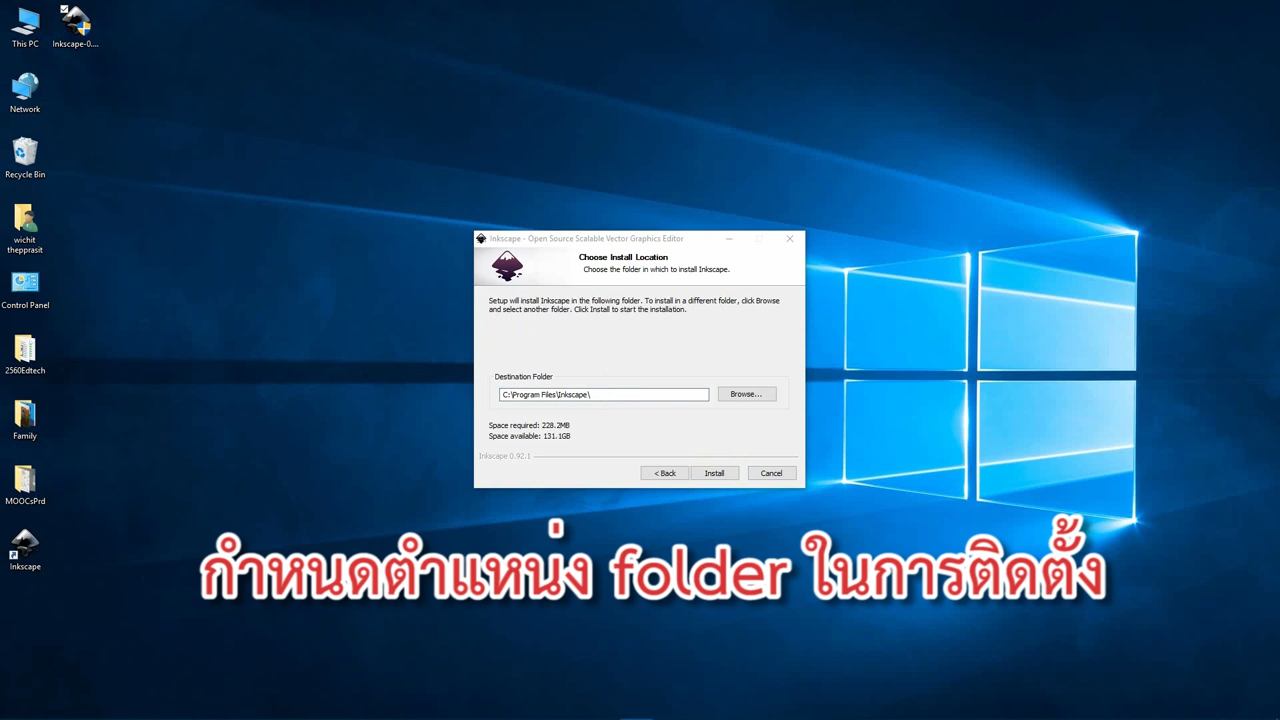 This PC
Inkscape-0....
Network
Recycle Bin
wichit
thepprasit
Control Panel
2560Edtech
Family
MOOCsPrd
Inkscape
Inkscape - Open Source Scalable Vector Graphics Editor
Choose Install Location
Choose the folder in which to install Inkscape.
Setup will install Inkscape in the following folder. To install in a different folder, click Browse
and select another folder. Click Install to start the installation.
Destination Folder
C:\Program Files\Inkscape\
Browse...
Space required: 228.2MB
Space available: 131.1GB
Inkscape 0.92.1
< Back
Install
Cancel
กำหนดตำแหน่ง folder ในการติดตั้ง